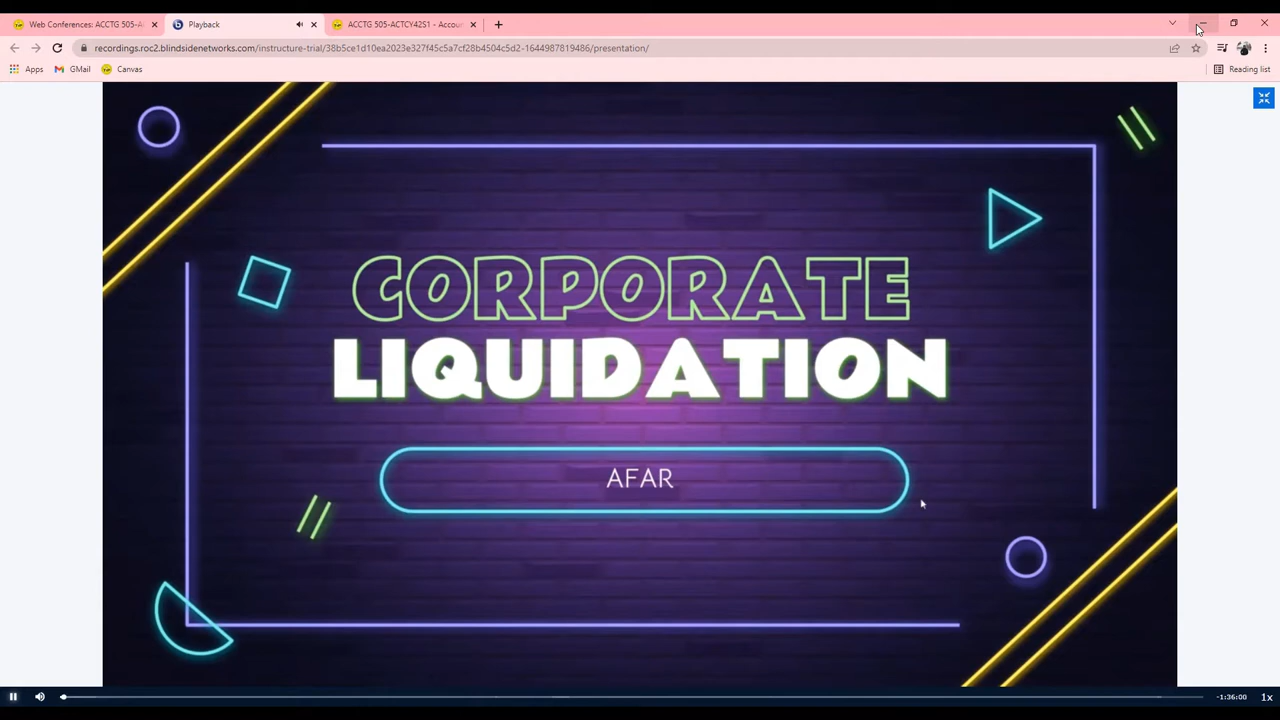 Web Conferences: ACCTG 505-A
Playback
ACCTG 505-ACTCY42S1 - Accou
recordings.roc2.blindsidenetworks.com/instructure-trial/38b5ce1d10ea2023e327f45c5a7cf28b4504c5d2-1644987819486/presentation/
Apps
GMail
Canvas
Reading list
CORPORATE
LIQUIDATION
AFAR
-1:36:00
1x